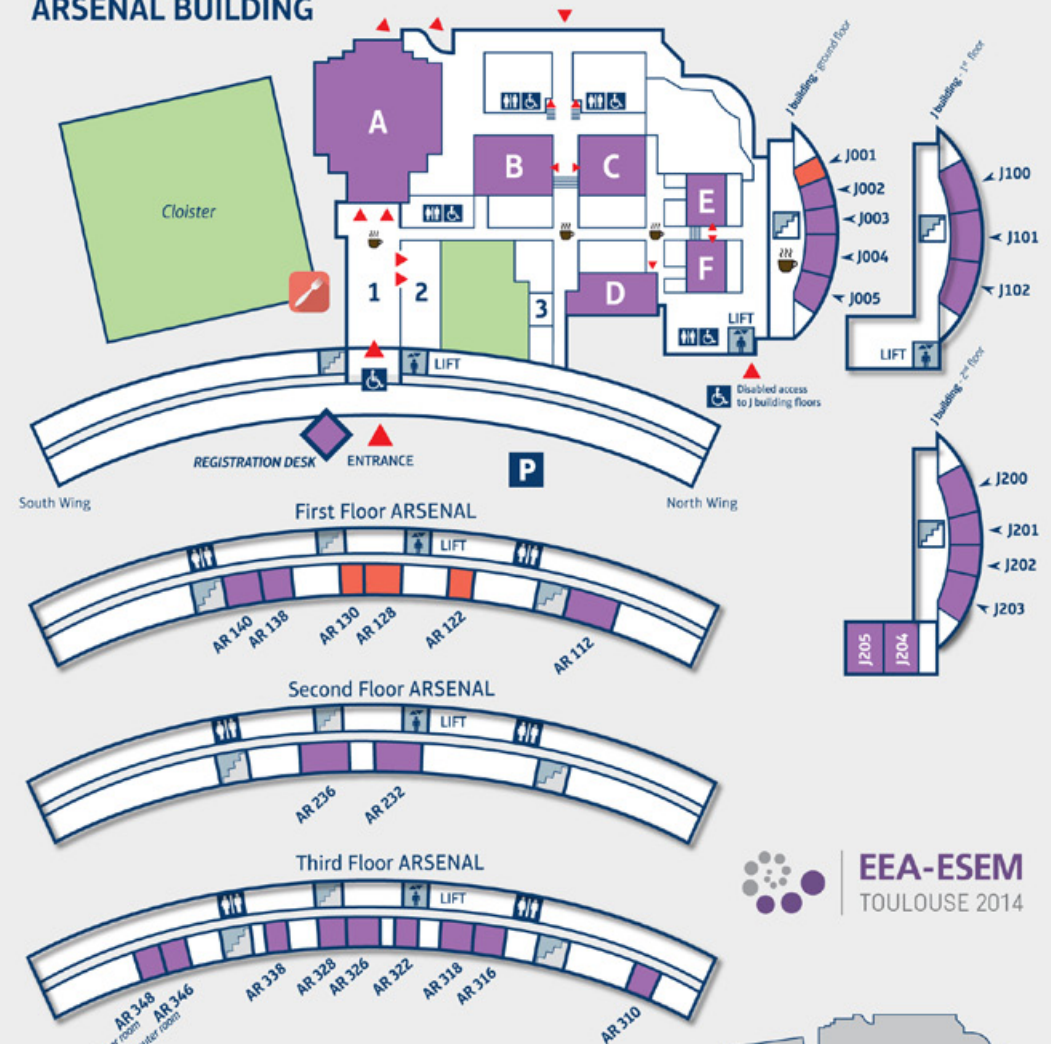 ARSENAL BUILDING
J building - ground floor
J building - 1st floor
A
B
C
E
F
D
Cloister
1
2
3
J001
J002
J003
J004
J005
J100
J101
J102
LIFT
LIFT
LIFT
Disabled access
to J building floors
REGISTRATION DESK
ENTRANCE
P
South Wing
North Wing
J building - 2nd floor
J200
J201
J202
J203
J205
J204
First Floor ARSENAL
LIFT
AR 140
AR 138
AR 130
AR 128
AR 122
AR 112
Second Floor ARSENAL
LIFT
AR 236
AR 232
Third Floor ARSENAL
LIFT
AR 348
AR 346
AR 338
AR 328
AR 326
AR 322
AR 318
AR 316
AR 310
room
room
EEA-ESEM
TOULOUSE 2014